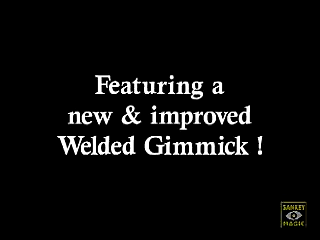 Featuring a
new & improved
Welded Gimmick !
SANKEY
MAGIC